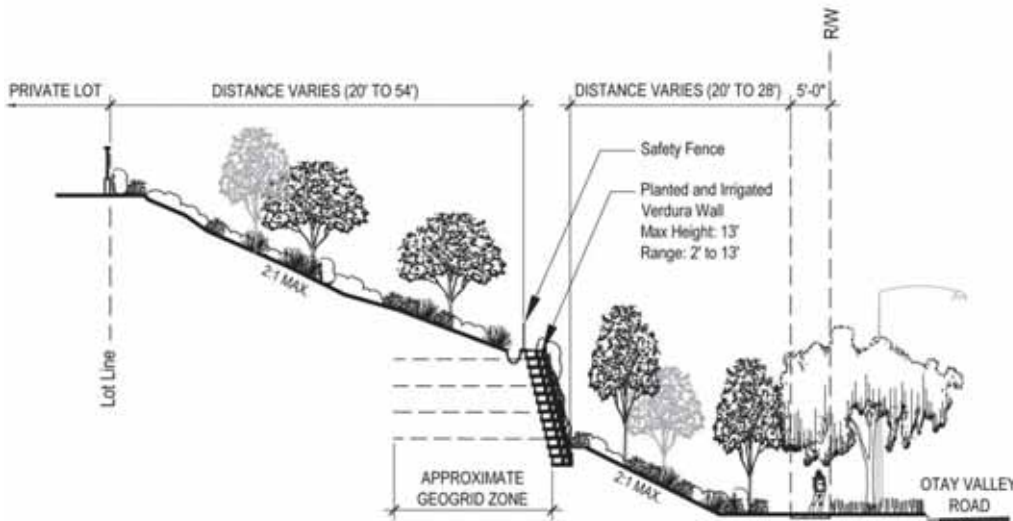 R/W
PRIVATE LOT
DISTANCE VARIES (20' TO 54')
DISTANCE VARIES (20' TO 28')
5'-0"
Safety Fence
Planted and Irrigated
Verdura Wall
Max Height: 13'
Range: 2' to 13'
2:1 MAX.
Lot Line
APPROXIMATE
GEOGRID ZONE
2:1 MAX.
OTAY VALLEY
ROAD